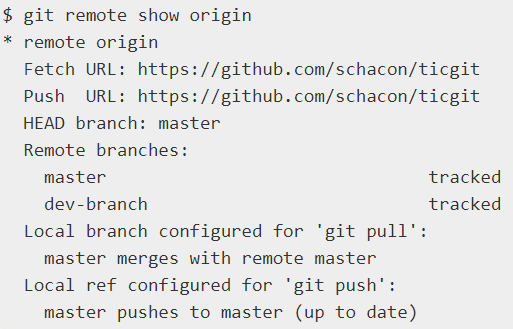 $ git remote show origin
* remote origin
  Fetch URL: https://github.com/schacon/ticgit
  Push  URL: https://github.com/schacon/ticgit
  HEAD branch: master
  Remote branches:
    master                               tracked
    dev-branch                           tracked
  Local branch configured for 'git pull':
    master merges with remote master
  Local ref configured for 'git push':
    master pushes to master (up to date)